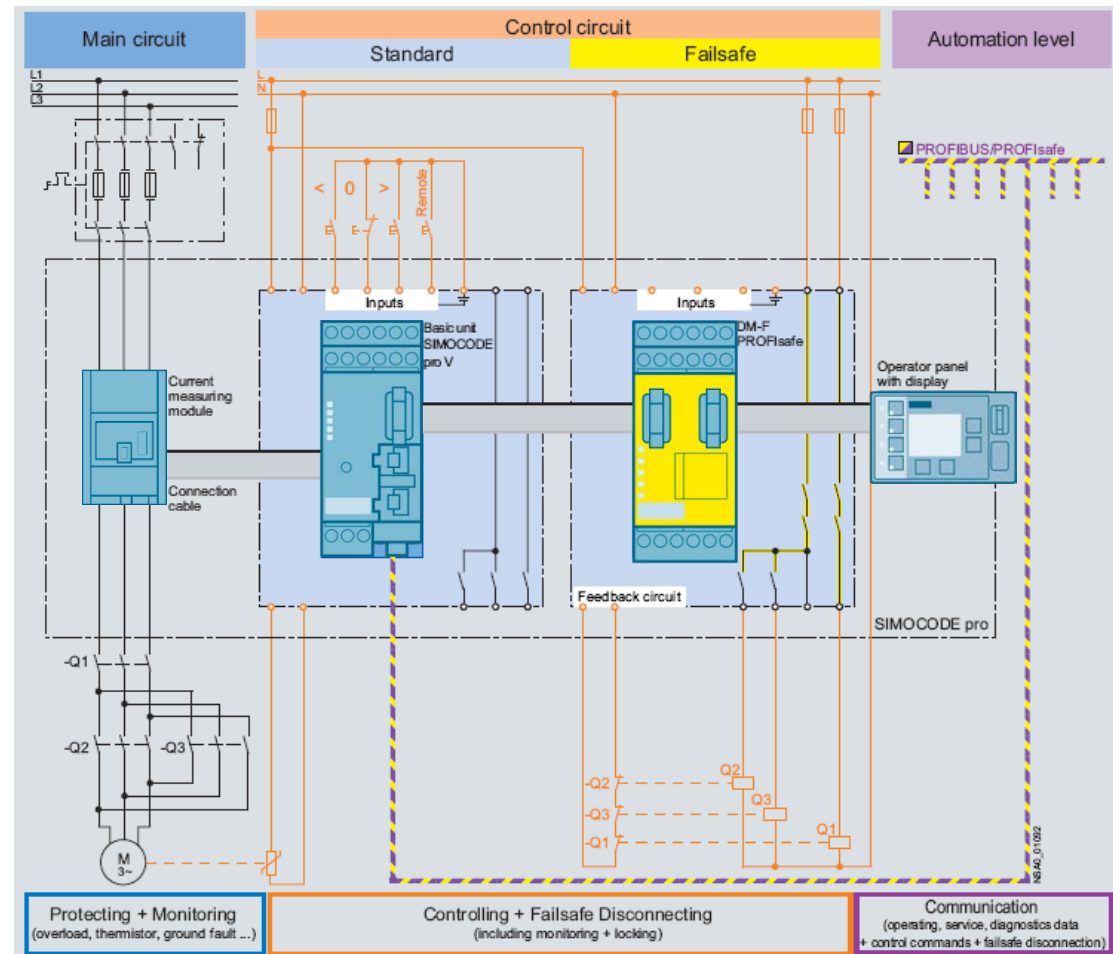 Main circuit
Control circuit
Standard
Failsafe
Automation level
L1
L2
L3
L
N
PROFIBUS/PROFIsafe
< 0 > Remote
Inputs
Inputs
Basic unit
SIMOCODE
pro V
DM-F
PROFIsafe
Operator panel
with display
Current
measuring
module
Connection
cable
Feedback circuit
SIMOCODE pro
-Q1
-Q2
-Q3
Q2
-Q2
Q3
-Q3
Q1
-Q1
M
3~
NSA0_01092
Protecting + Monitoring
(overload, thermistor, ground fault ...)
Controlling + Failsafe Disconnecting
(including monitoring + locking)
Communication
(operating, service, diagnostics data
+ control commands + failsafe disconnection)